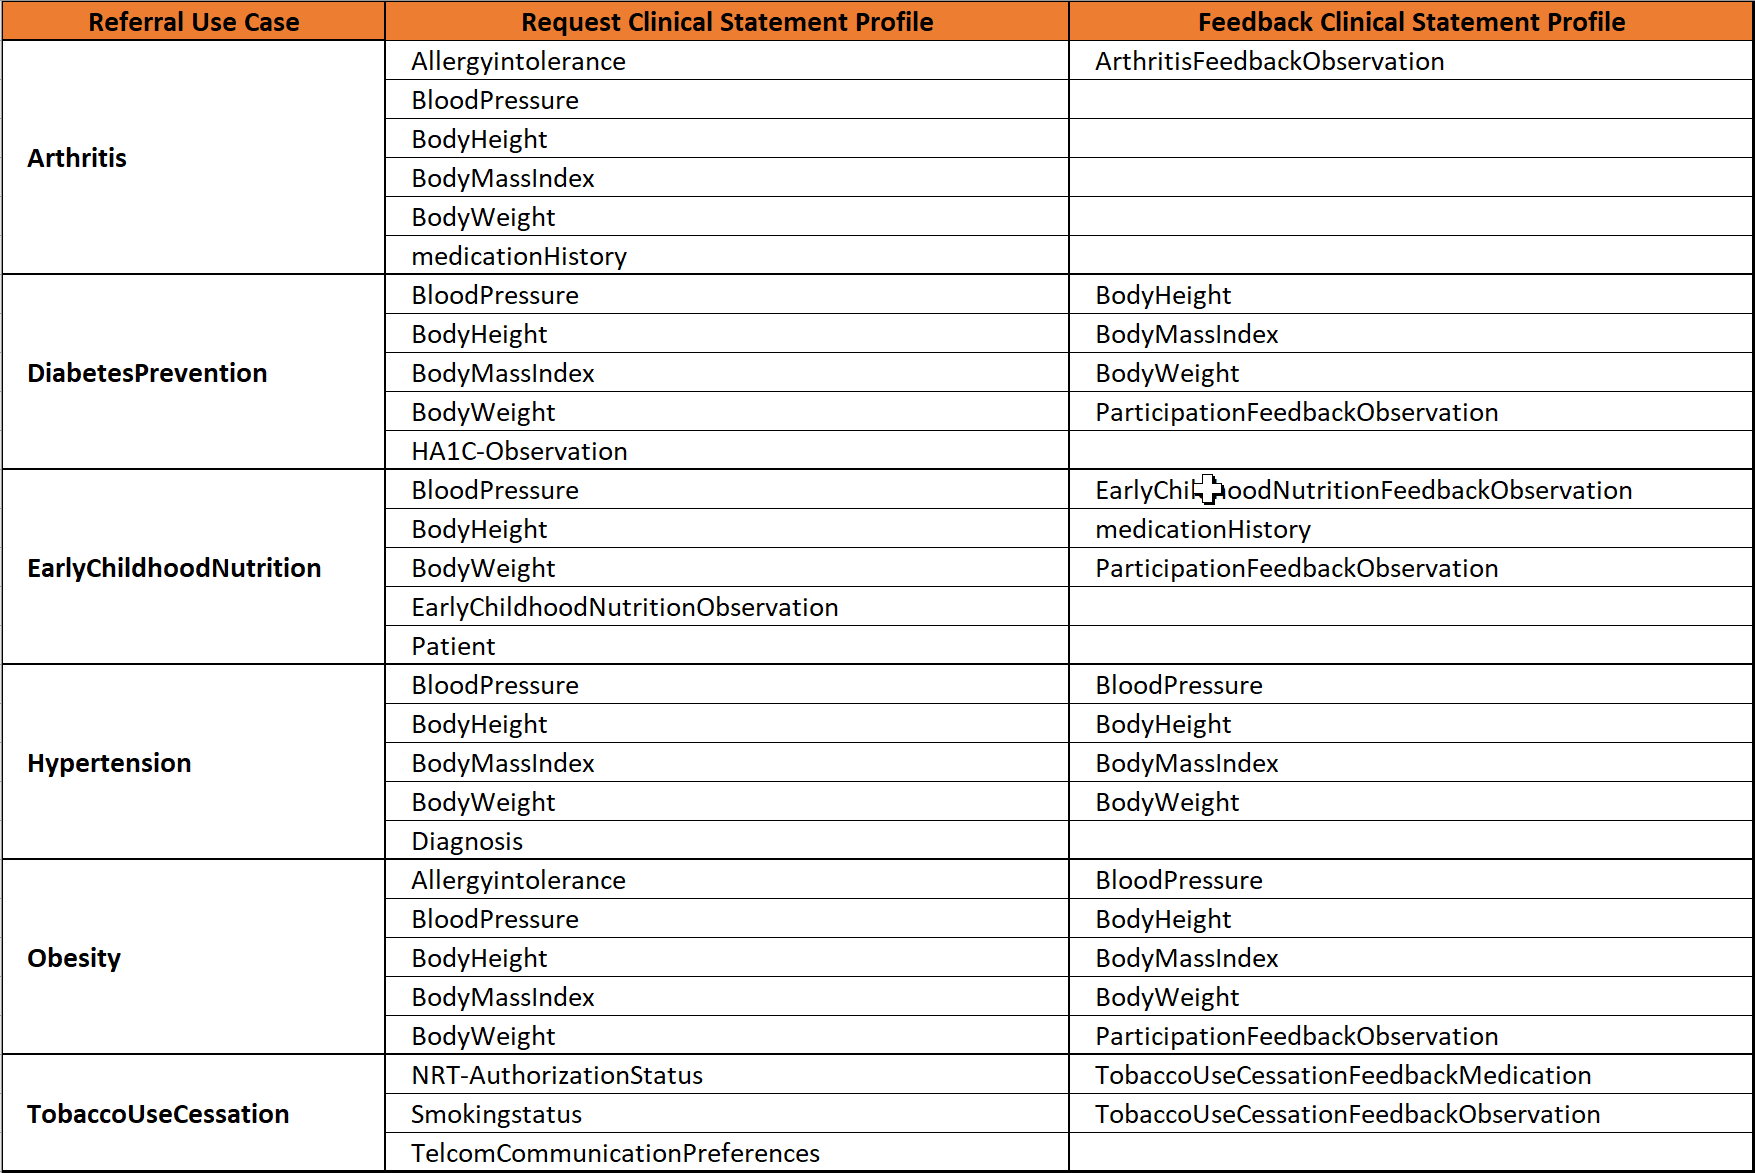 Referral Use Case Request Clinical Statement Profile Feedback Clinical Statement Profile
Arthritis
Allergyintolerance ArthritisFeedbackObservation
BloodPressure
BodyHeight
BodyMassIndex
BodyWeight
medicationHistory
DiabetesPrevention
BloodPressure BodyHeight
BodyHeight BodyMassIndex
BodyMassIndex BodyWeight
BodyWeight ParticipationFeedbackObservation
HA1C-Observation
EarlyChildhoodNutrition
BloodPressure EarlyChildhoodNutritionFeedbackObservation
BodyHeight medicationHistory
BodyWeight ParticipationFeedbackObservation
EarlyChildhoodNutritionObservation
Patient
Hypertension
BloodPressure BloodPressure
BodyHeight BodyHeight
BodyMassIndex BodyMassIndex
BodyWeight BodyWeight
Diagnosis
Obesity
Allergyintolerance BloodPressure
BloodPressure BodyHeight
BodyHeight BodyMassIndex
BodyMassIndex BodyWeight
BodyWeight ParticipationFeedbackObservation
TobaccoUseCessation
NRT-AuthorizationStatus TobaccoUseCessationFeedbackMedication
Smokingstatus TobaccoUseCessationFeedbackObservation
TelcomCommunicationPreferences